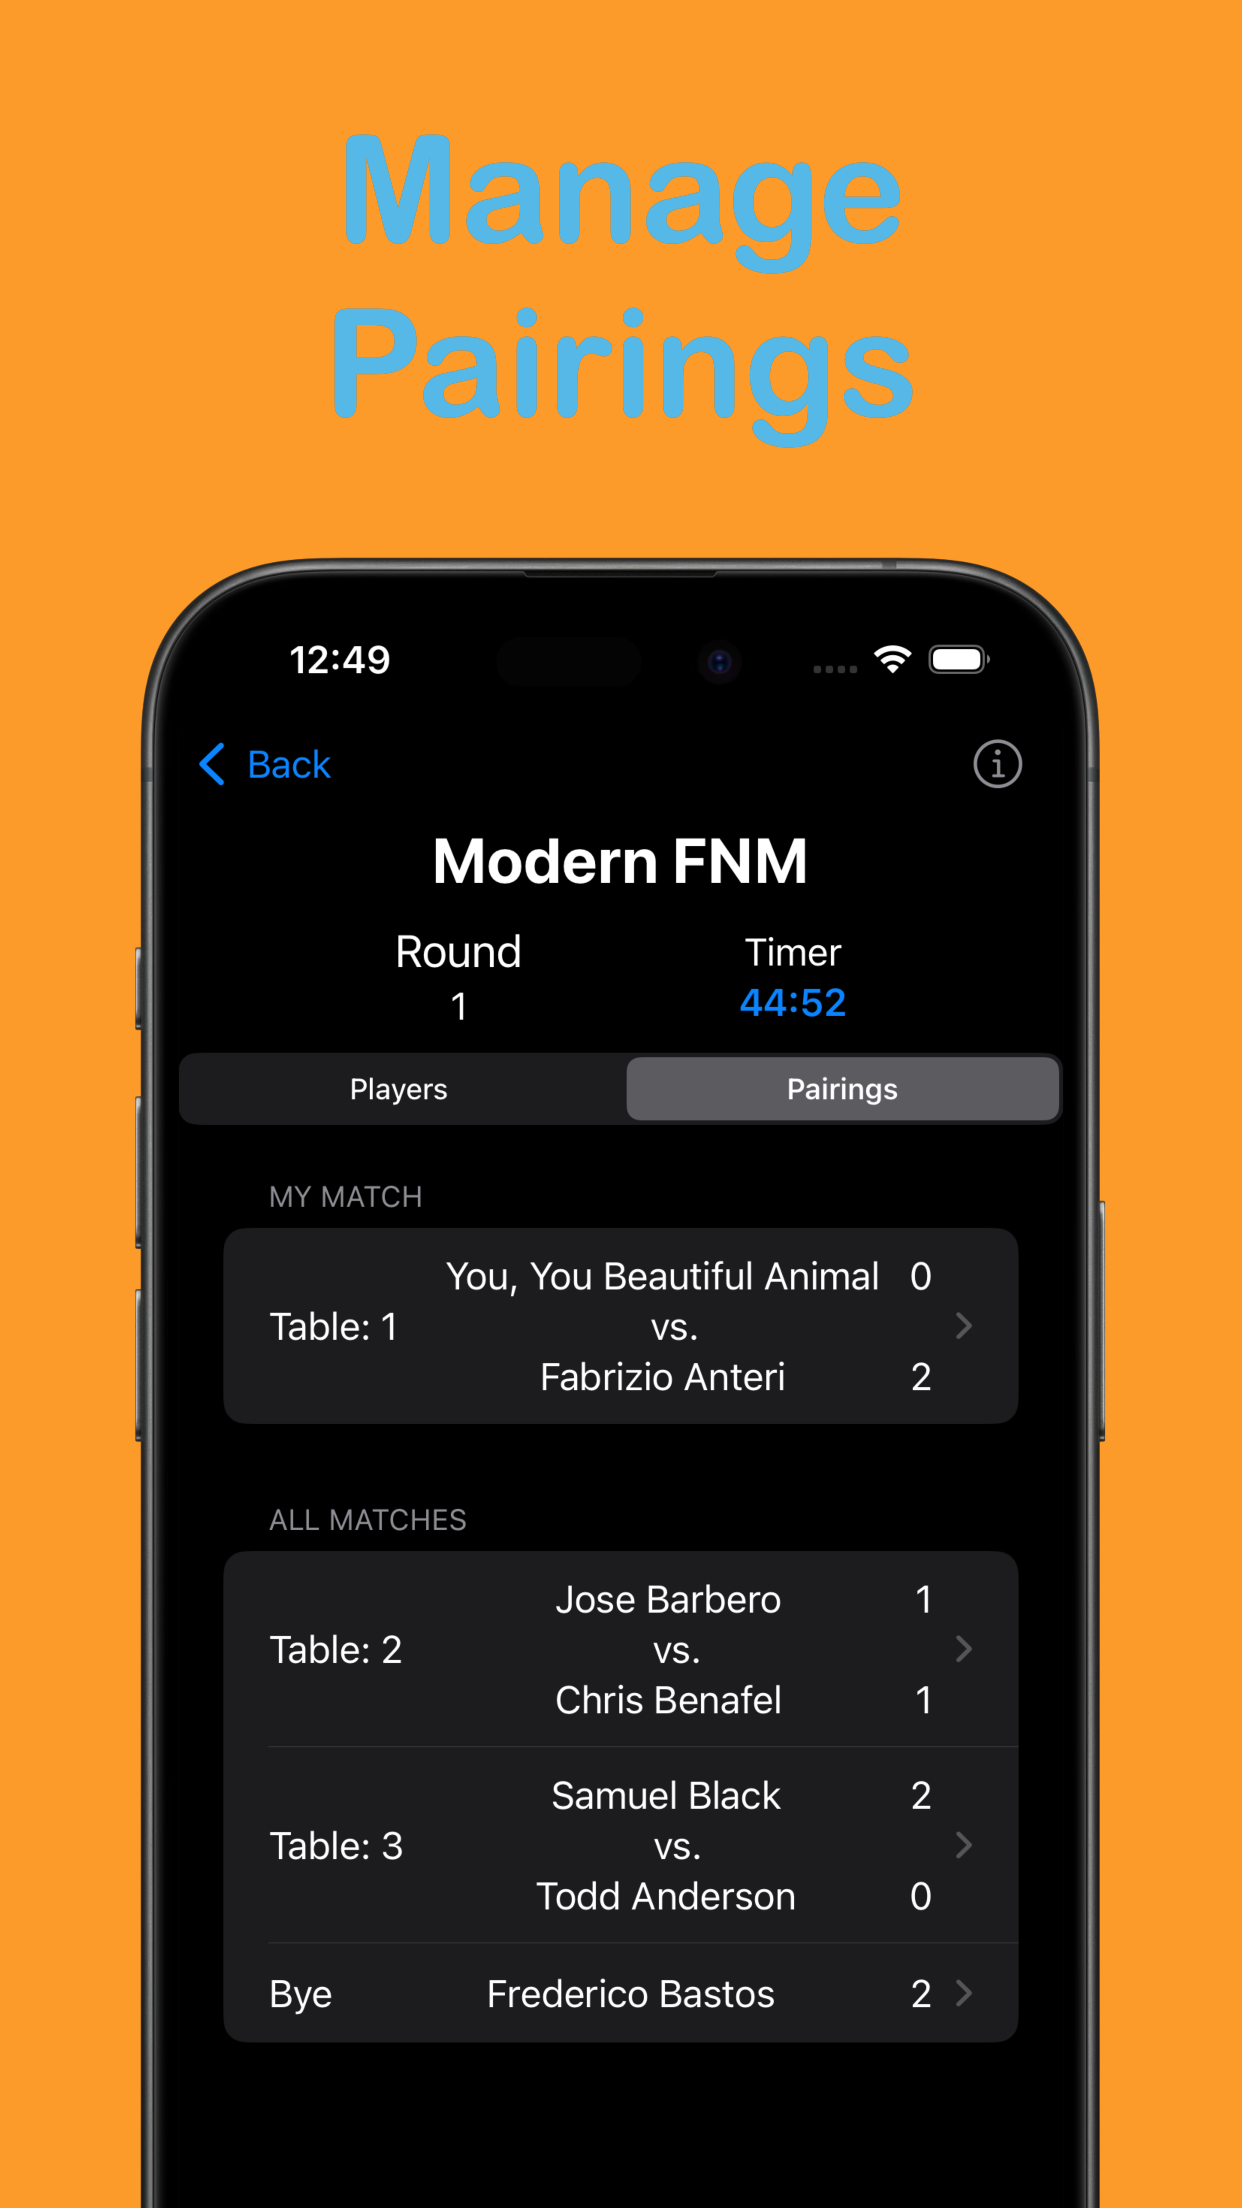 Manage
Pairings
12:49
Back
Modern FNM
Round
Timer
1
44:52
Players
Pairings
MY MATCH
You, You Beautiful Animal 0
Table: 1
vs.
Fabrizio Anteri 2
ALL MATCHES
Jose Barbero 1
Table: 2
vs.
Chris Benafel 1
Samuel Black 2
Table: 3
vs.
Todd Anderson 0
Bye Frederico Bastos 2